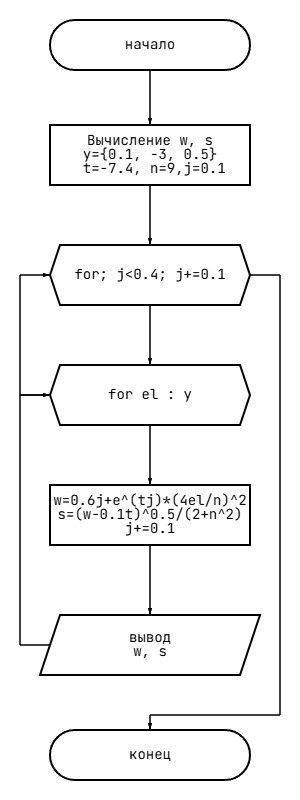 начало
Вычисление w, s
y={0.1, -3, 0.5}
t=-7.4, n=9,j=0.1
for; j<0.4; j+=0.1
for el : y
w=0.6j+e^(tj)*(4el/n)^2
s=(w-0.1t)^0.5/(2+n^2)
j+=0.1
вывод
w, s
конец